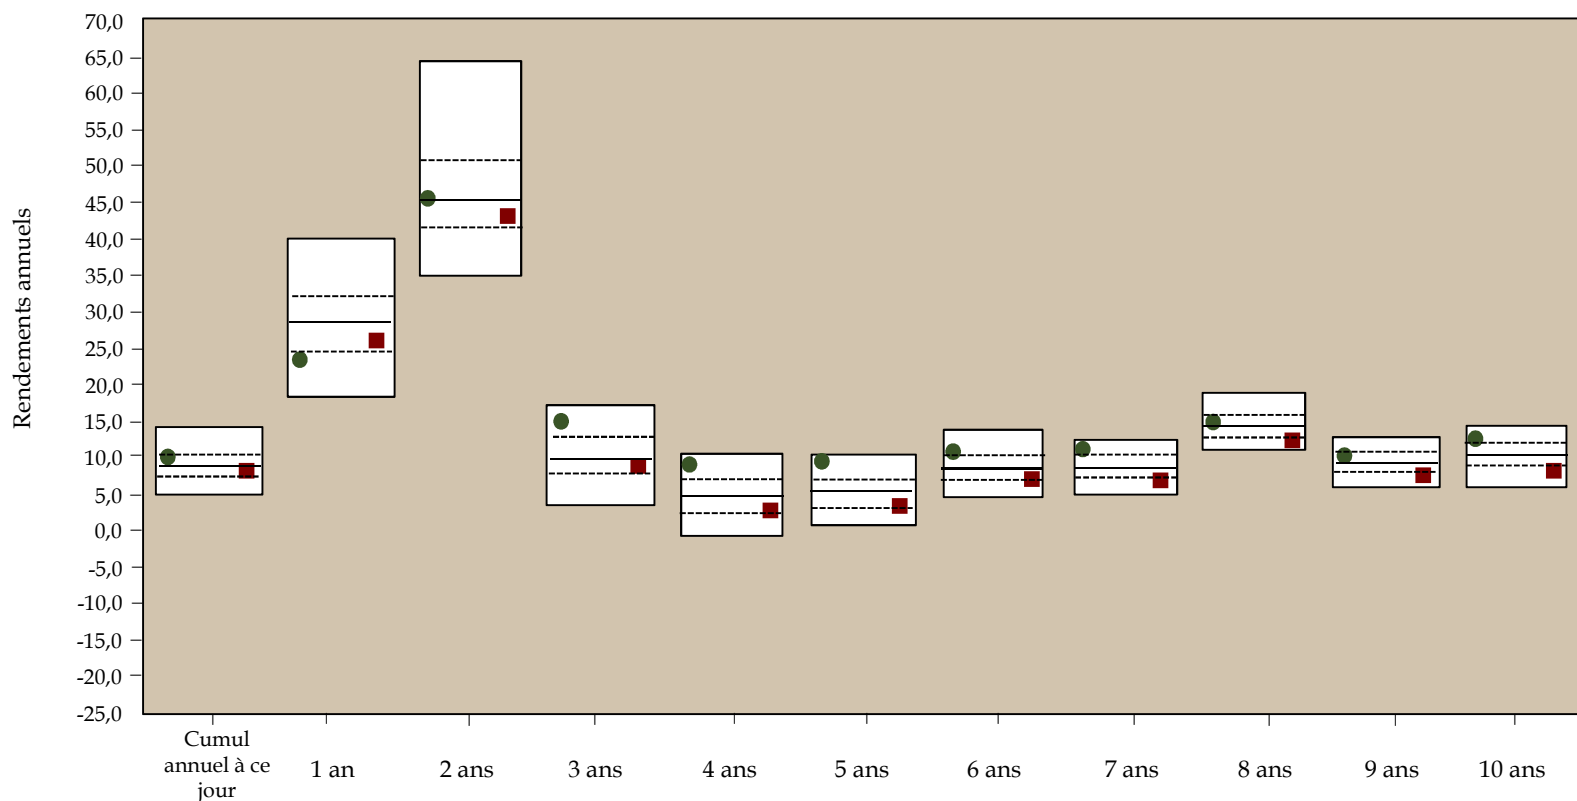 70,0
65,0
60,0
55,0
50,0
45,0
40,0
35,0
30,0
25,0
20,0
15,0
10,0
5,0
0,0
-5,0
-10,0
-15,0
-20,0
-25,0
Rendements annuels
Cumul
annuel à ce
jour
1 an
2 ans
3 ans
4 ans
5 ans
6 ans
7 ans
8 ans
9 ans
10 ans